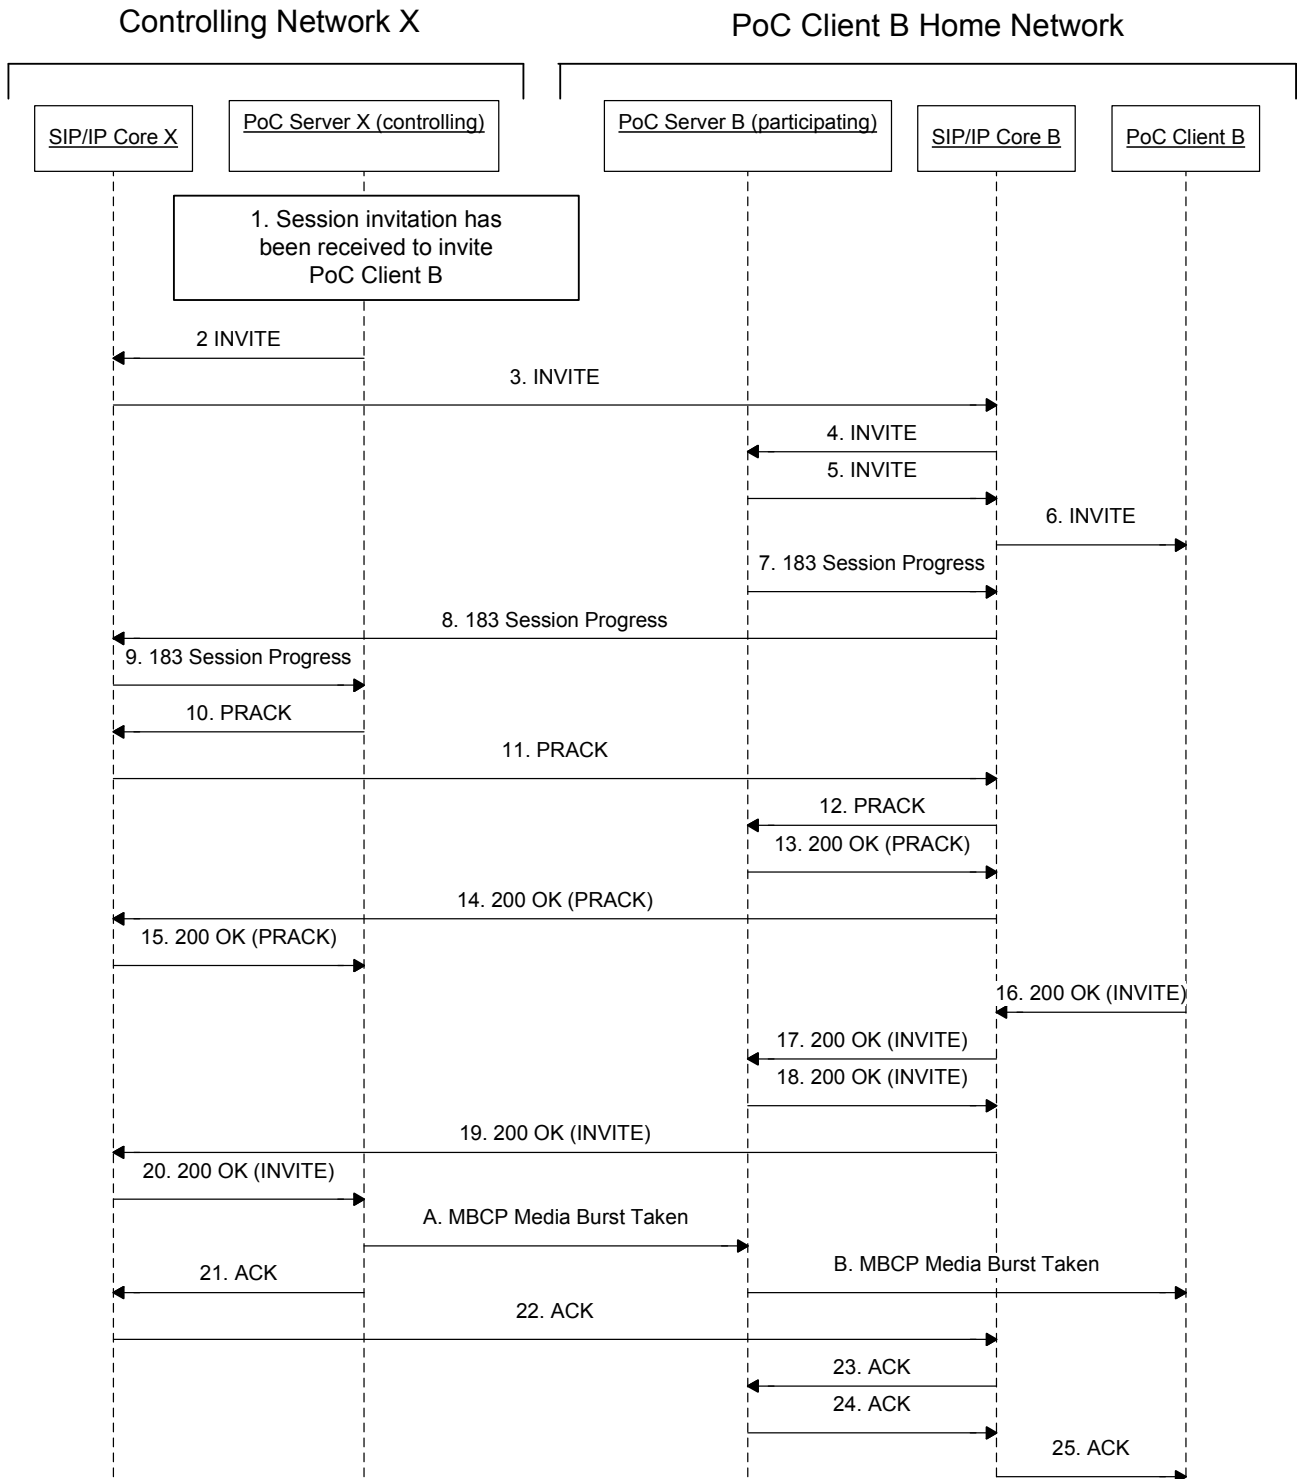 Controlling Network X
PoC Client B Home Network
SIP/IP Core X
PoC Server X (controlling)
PoC Server B (participating)
SIP/IP Core B
PoC Client B
1. Session invitation has
been received to invite
PoC Client B
2 INVITE
3. INVITE
4. INVITE
5. INVITE
6. INVITE
7. 183 Session Progress
8. 183 Session Progress
9. 183 Session Progress
10. PRACK
11. PRACK
12. PRACK
13. 200 OK (PRACK)
14. 200 OK (PRACK)
15. 200 OK (PRACK)
16. 200 OK (INVITE)
17. 200 OK (INVITE)
18. 200 OK (INVITE)
19. 200 OK (INVITE)
20. 200 OK (INVITE)
A. MBCP Media Burst Taken
B. MBCP Media Burst Taken
21. ACK
22. ACK
23. ACK
24. ACK
25. ACK